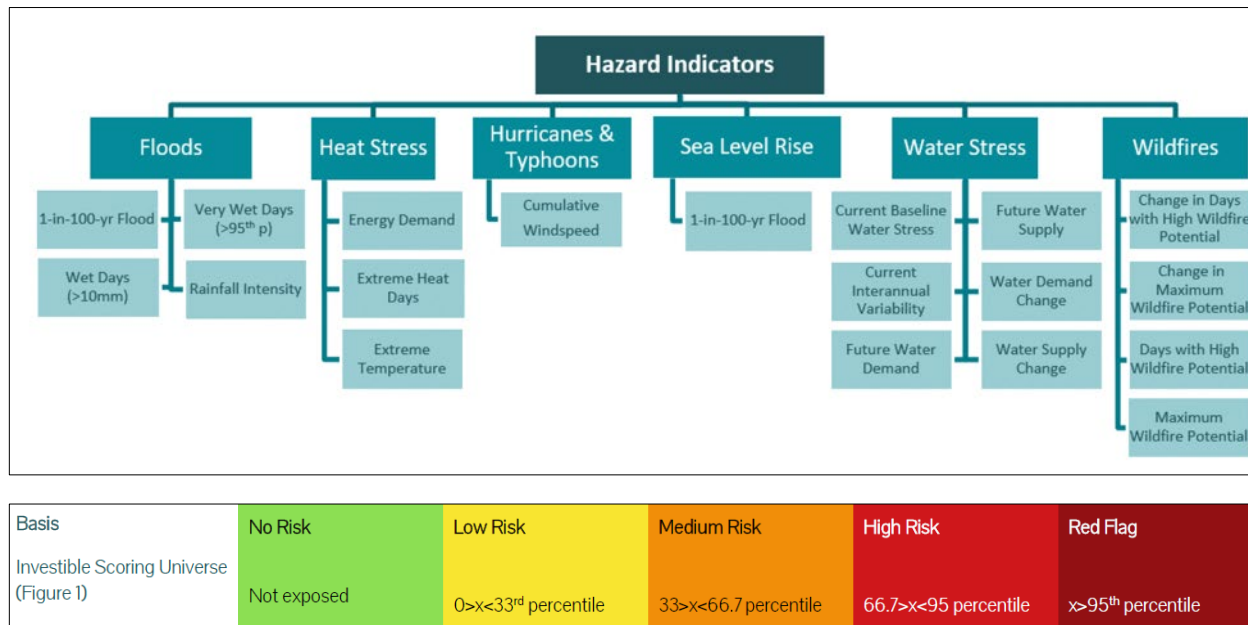 Hazard Indicators
Floods
1-in-100-yr Flood
Very Wet Days
(>95th p)
Wet Days
(>10mm)
Rainfall Intensity
Heat Stress
Energy Demand
Extreme Heat
Days
Extreme
Temperature
Hurricanes &
Typhoons
Cumulative
Windspeed
Sea Level Rise
1-in-100-yr Flood
Water Stress
Current Baseline
Water Stress
Future Water
Supply
Current
Interannual
Variability
Water Demand
Change
Future Water
Demand
Water Supply
Change
Wildfires
Change in Days
with High Wildfire
Potential
Change in
Maximum
Wildfire Potential
Days with High
Wildfire Potential
Maximum
Wildfire Potential
Basis
Investible Scoring Universe
(Figure 1)
No Risk
Not exposed
Low Risk
0>x<33rd percentile
Medium Risk
33>x<66.7 percentile
High Risk
66.7>x<95 percentile
Red Flag
x>95th percentile